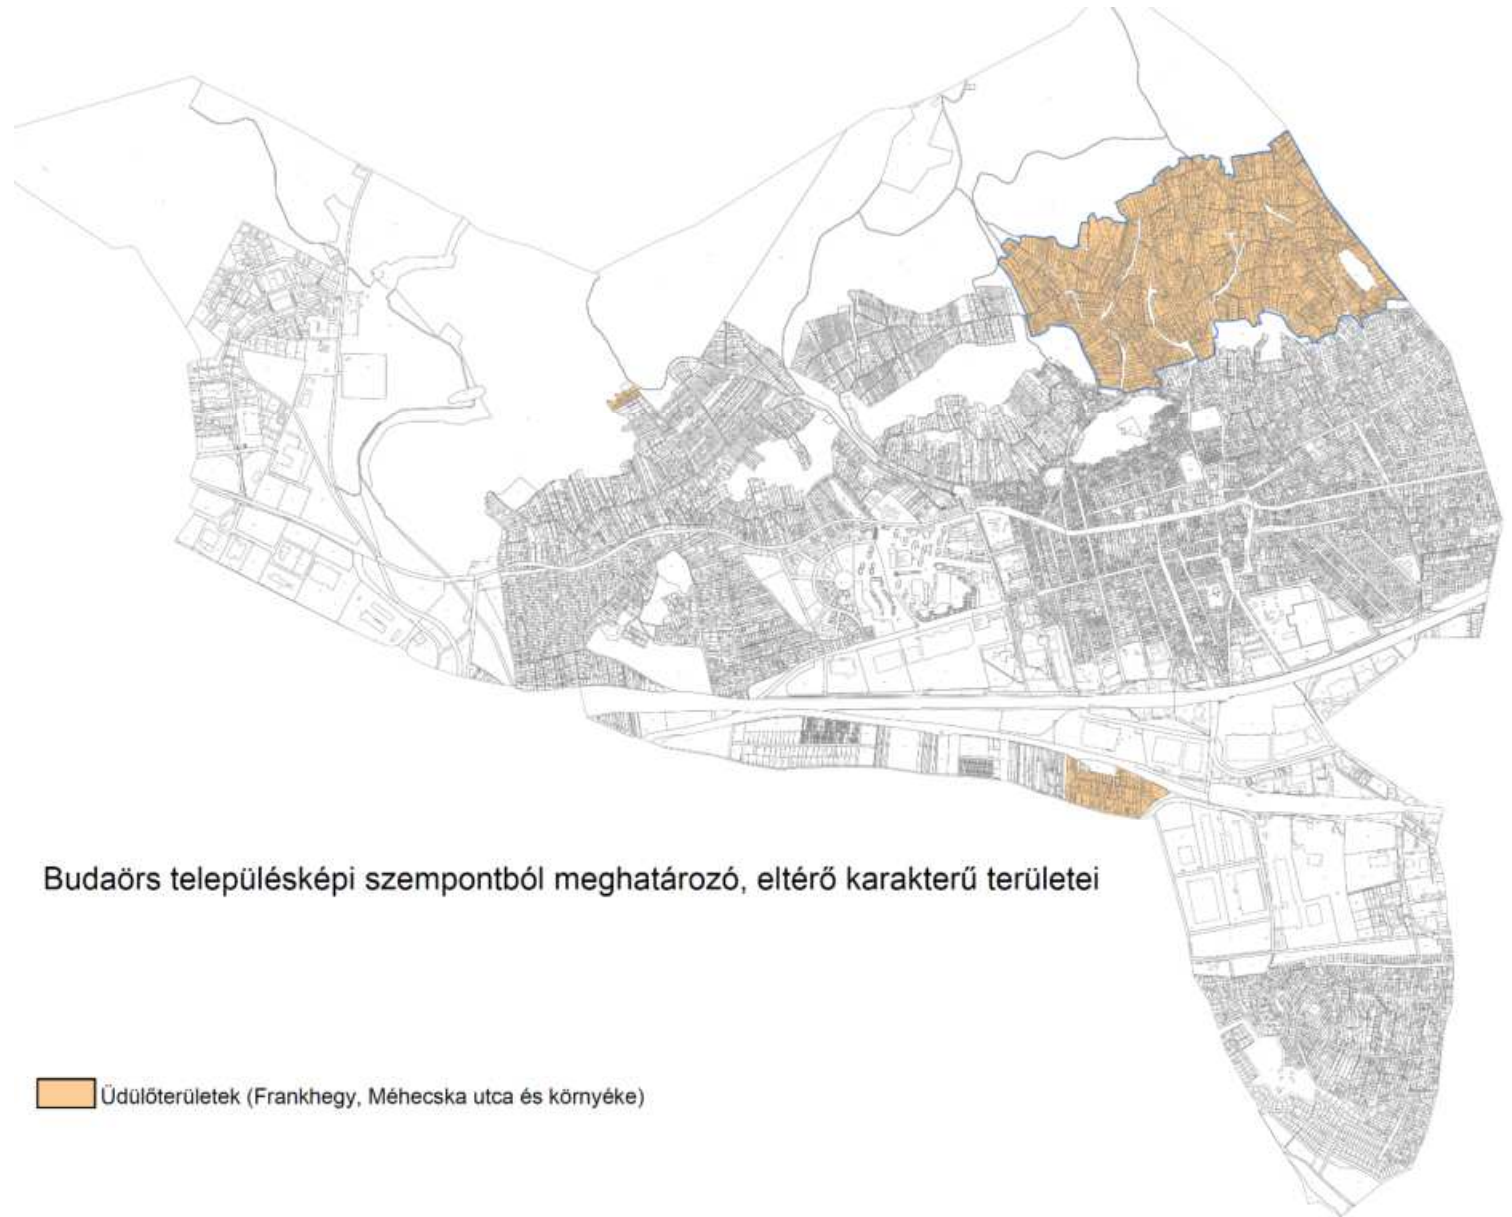 Budaörs településképi szempontból meghatározó, eltérő karakterű területei
Üdülőterületek (Frankhegy, Méhecska utca és környéke)